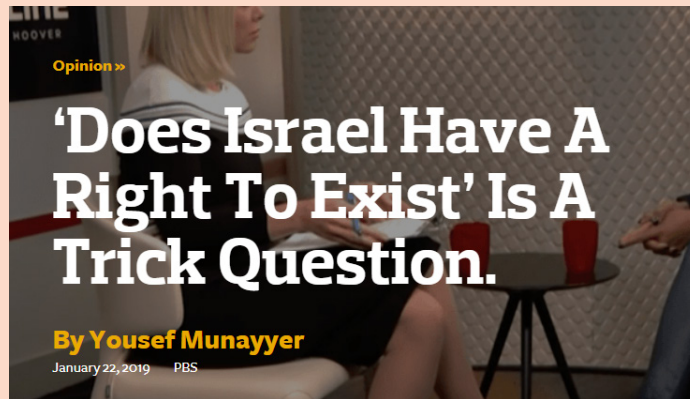 HOOVER
Opinion »
‘Does Israel Have A
Right To Exist’ Is A
Trick Question.
By Yousef Munayyer
January 22, 2019 PBS